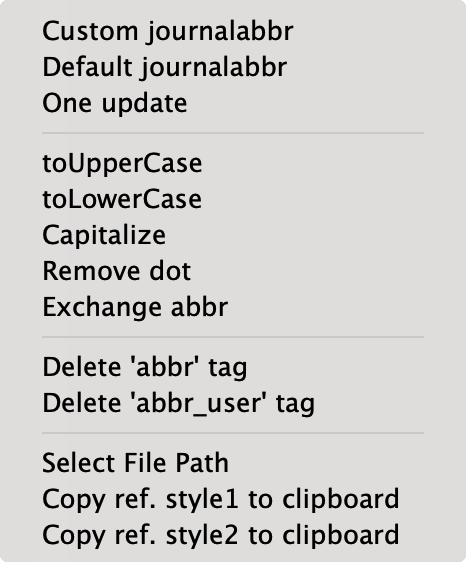 Custom journalabbr
Default journalabbr
One update
toUpperCase
toLowerCase
Capitalize
Remove dot
Exchange abbr
Delete 'abbr' tag
Delete 'abbr_user' tag
Select File Path
Copy ref. style1 to clipboard
Copy ref. style2 to clipboard